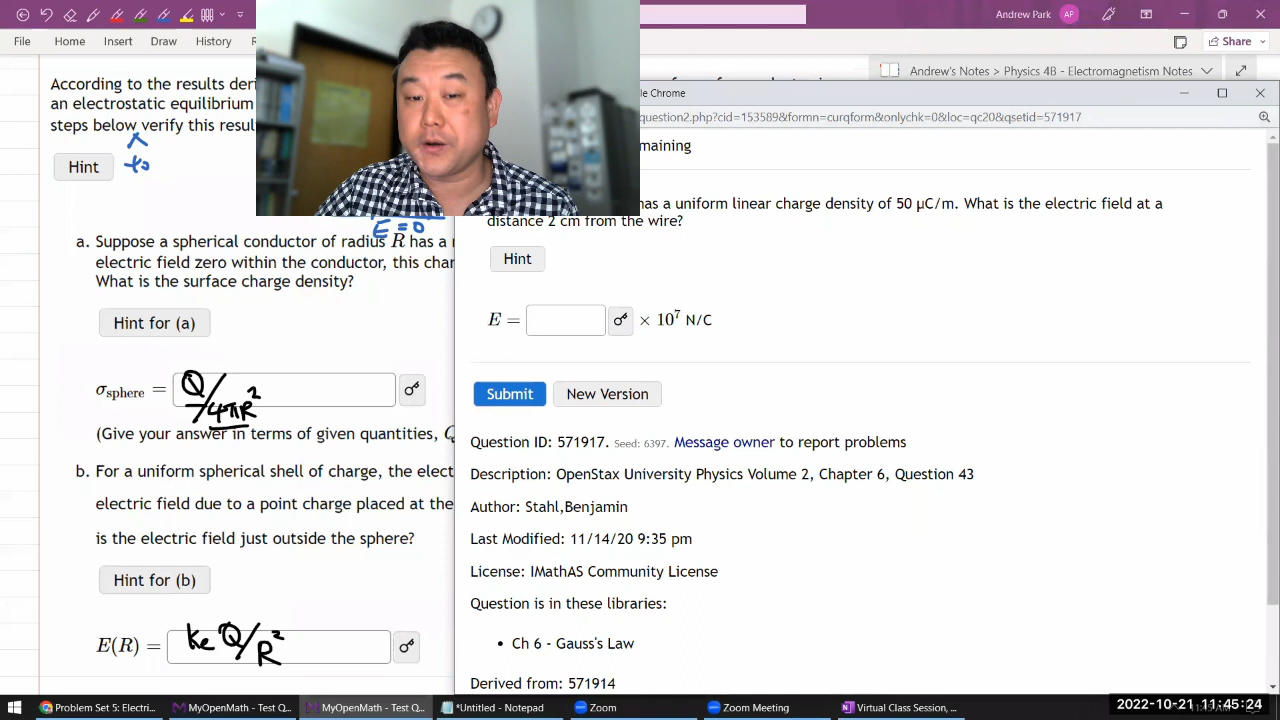 Andrew Park AP
File Home Insert Draw History
Share
Andrew's Notes > Physics 4B - Electromagnetism Notes
According to the results deri
an electrostatic equilibrium
steps below verify this resul
to
Hint
E = 0
a. Suppose a spherical conductor of radius R has a
electric field zero within the conductor, this char
What is the surface charge density?
Hint for (a)
σsphere = Q/4πR²
(Give your answer in terms of given quantities, Q
b. For a uniform spherical shell of charge, the elect
electric field due to a point charge placed at the
is the electric field just outside the sphere?
Hint for (b)
E(R) = ke Q/R²
le Chrome
question2.php?cid=153589&formn=curqform&onlychk=0&loc=qc20&qsetid=571917
maining
has a uniform linear charge density of 50 μC/m. What is the electric field at a
distance 2 cm from the wire?
Hint
E = × 10⁷ N/C
Submit New Version
Question ID: 571917. Seed: 6397. Message owner to report problems
Description: OpenStax University Physics Volume 2, Chapter 6, Question 43
Author: Stahl,Benjamin
Last Modified: 11/14/20 9:35 pm
License: IMathAS Community License
Question is in these libraries:
• Ch 6 - Gauss's Law
Derived from: 571914
Problem Set 5: Electri... MyOpenMath - Test Q... MyOpenMath - Test Q... *Untitled - Notepad Zoom Zoom Meeting Virtual Class Session, ...
2022-10-21 11:45:24